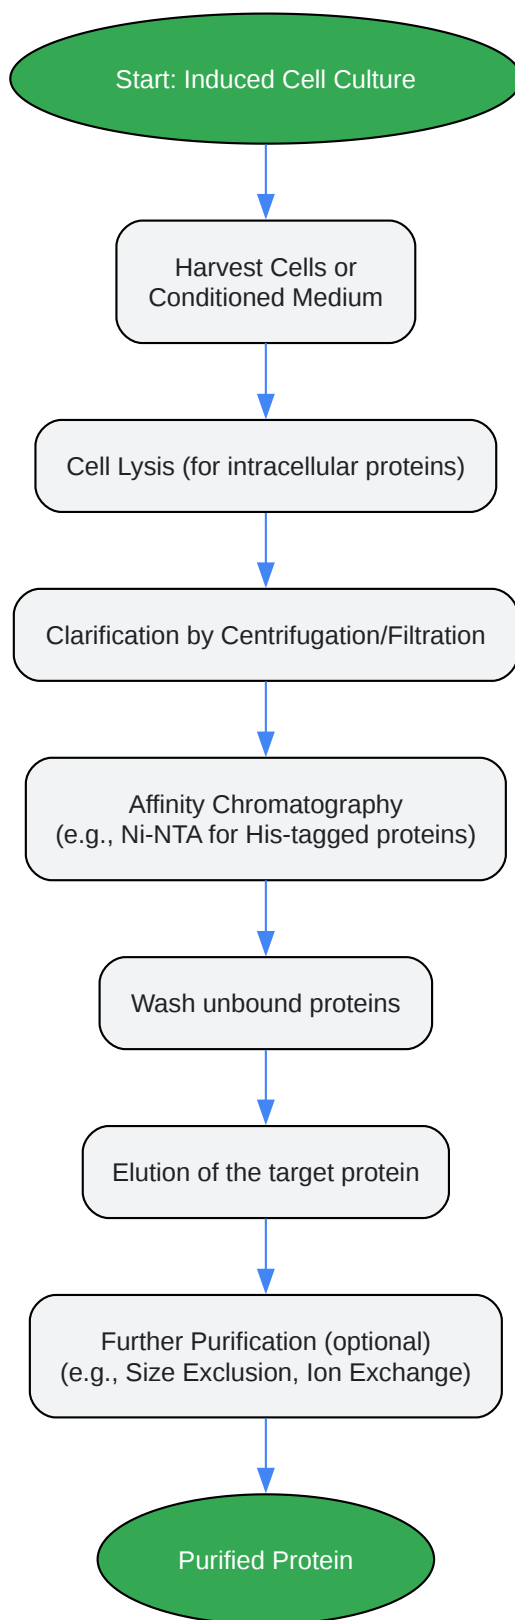 Start: Induced Cell Culture
Harvest Cells or
Conditioned Medium
Cell Lysis (for intracellular proteins)
Clarification by Centrifugation/Filtration
Affinity Chromatography
(e.g., Ni-NTA for His-tagged proteins)
Wash unbound proteins
Elution of the target protein
Further Purification (optional)
(e.g., Size Exclusion, Ion Exchange)
Purified Protein